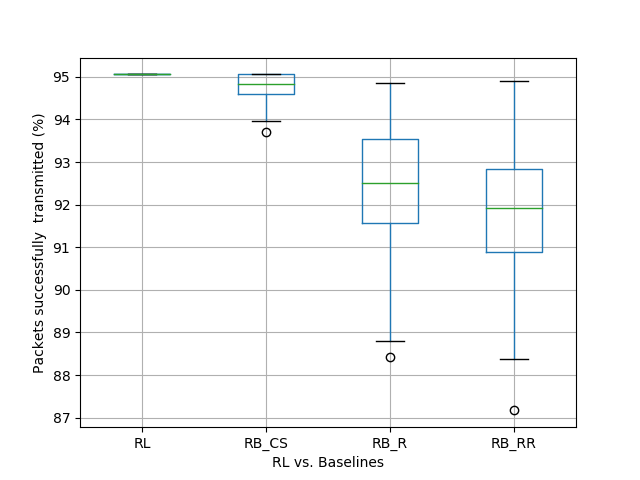 Packets successfully  transmitted (%)
95
94
93
92
91
90
89
88
87
RL
RB_CS
RB_R
RB_RR
RL vs. Baselines